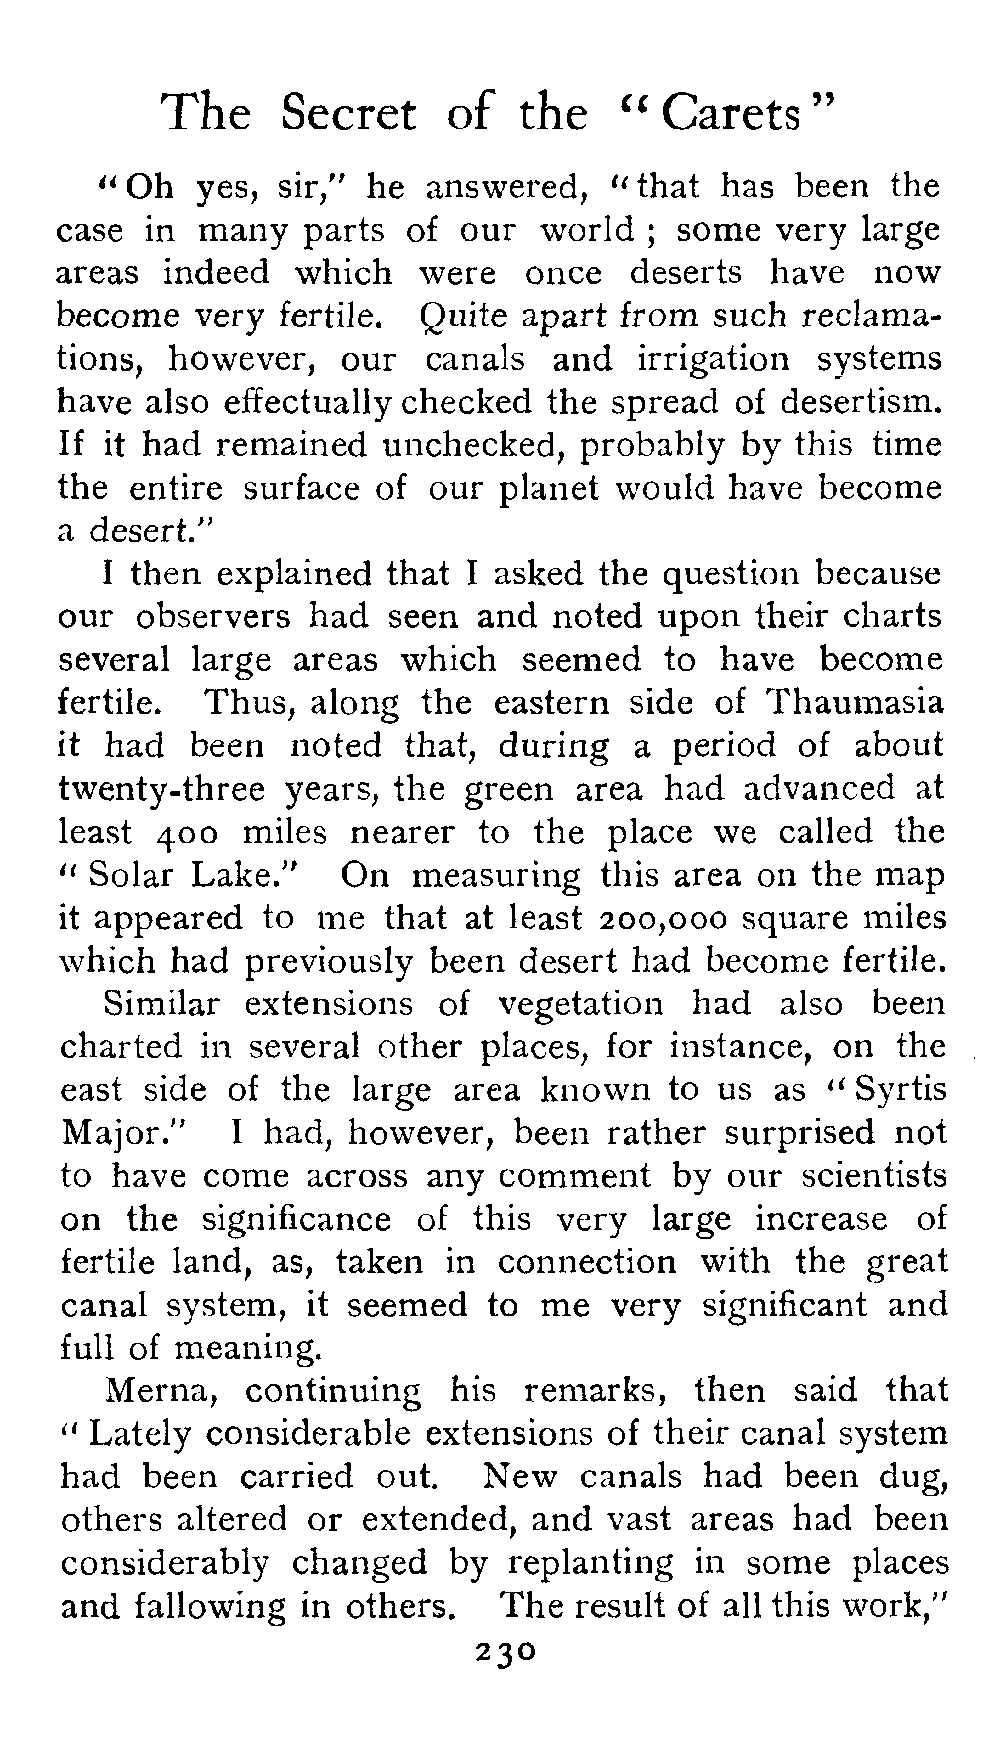 The Secret of the “ Carets ”
“ Oh yes, sir,” he answered, “ that has been the
case in many parts of our world ; some very large
areas indeed which were once deserts have now
become very fertile. Quite apart from such reclama-
tions, however, our canals and irrigation systems
have also effectually checked the spread of desertism.
If it had remained unchecked, probably by this time
the entire surface of our planet would have become
a desert.”
I then explained that I asked the question because
our observers had seen and noted upon their charts
several large areas which seemed to have become
fertile. Thus, along the eastern side of Thaumasia
it had been noted that, during a period of about
twenty-three years, the green area had advanced at
least 400 miles nearer to the place we called the
“ Solar Lake.” On measuring this area on the map
it appeared to me that at least 200,000 square miles
which had previously been desert had become fertile.
Similar extensions of vegetation had also been
charted in several other places, for instance, on the
east side of the large area known to us as “ Syrtis
Major.” I had, however, been rather surprised not
to have come across any comment by our scientists
on the significance of this very large increase of
fertile land, as, taken in connection with the great
canal system, it seemed to me very significant and
full of meaning.
Merna, continuing his remarks, then said that
“ Lately considerable extensions of their canal system
had been carried out. New canals had been dug,
others altered or extended, and vast areas had been
considerably changed by replanting in some places
and fallowing in others. The result of all this work,”
230